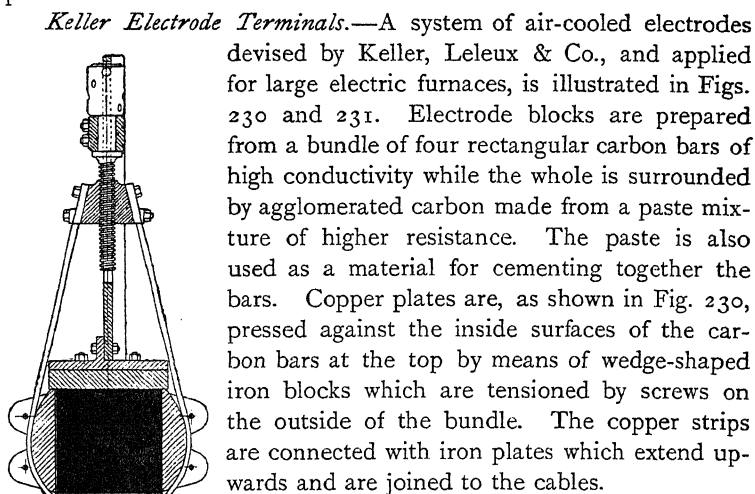 Keller Electrode Terminals.—A system of air-cooled electrodes
devised by Keller, Leleux & Co., and applied
for large electric furnaces, is illustrated in Figs.
230 and 231. Electrode blocks are prepared
from a bundle of four rectangular carbon bars of
high conductivity while the whole is surrounded
by agglomerated carbon made from a paste mix-
ture of higher resistance. The paste is also
used as a material for cementing together the
bars. Copper plates are, as shown in Fig. 230,
pressed against the inside surfaces of the car-
bon bars at the top by means of wedge-shaped
iron blocks which are tensioned by screws on
the outside of the bundle. The copper strips
are connected with iron plates which extend up-
wards and are joined to the cables.